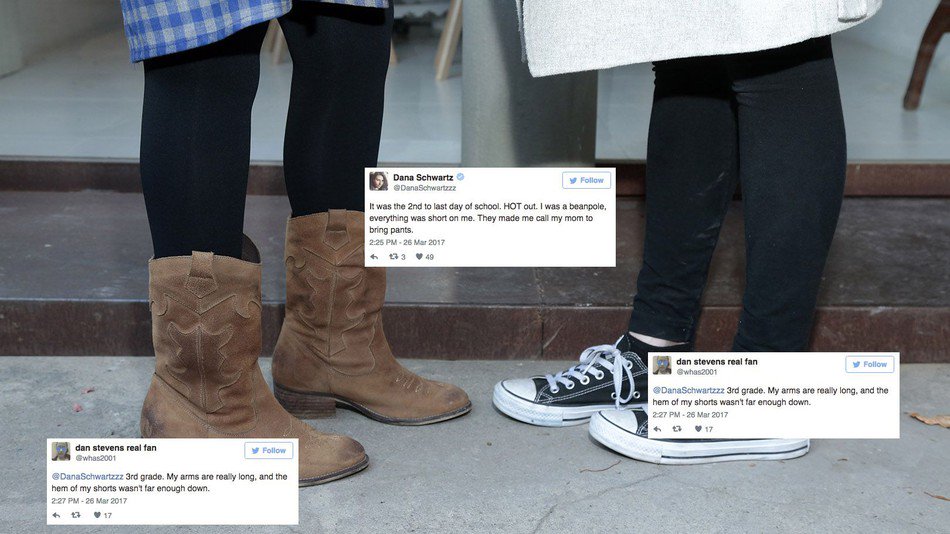 Dana Schwartz
@DanaSchwartzzz
Follow
It was the 2nd to last day of school. HOT out. I was a beanpole,
everything was short on me. They made me call my mom to
bring pants.
2:25 PM - 26 Mar 2017
3 49
dan stevens real fan
@whas2001
Follow
@DanaSchwartzzz 3rd grade. My arms are really long, and the
hem of my shorts wasn't far enough down.
2:27 PM - 26 Mar 2017
17
dan stevens real fan
@whas2001
Follow
@DanaSchwartzzz 3rd grade. My arms are really long, and the
hem of my shorts wasn't far enough down.
2:27 PM - 26 Mar 2017
17